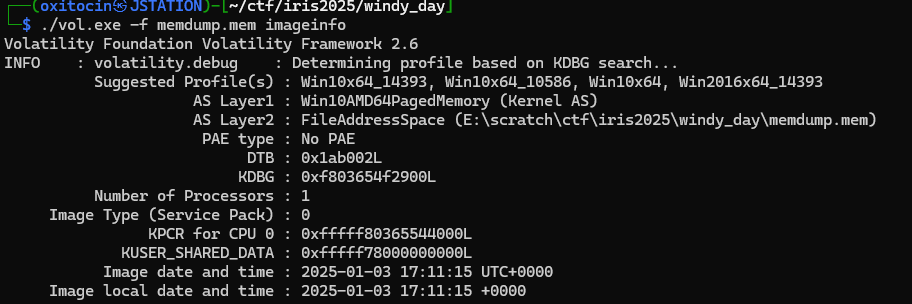 ┌──(oxitocin㉿JSTATION)-[~/ctf/iris2025/windy_day]
└─$ ./vol.exe -f memdump.mem imageinfo
Volatility Foundation Volatility Framework 2.6
INFO    : volatility.debug    : Determining profile based on KDBG search...
Suggested Profile(s) : Win10x64_14393, Win10x64_10586, Win10x64, Win2016x64_14393
AS Layer1 : Win10AMD64PagedMemory (Kernel AS)
AS Layer2 : FileAddressSpace (E:\scratch\ctf\iris2025\windy_day\memdump.mem)
PAE type : No PAE
DTB : 0x1ab002L
KDBG : 0xf803654f2900L
Number of Processors : 1
Image Type (Service Pack) : 0
KPCR for CPU 0 : 0xfffff80365544000L
KUSER_SHARED_DATA : 0xfffff78000000000L
Image date and time : 2025-01-03 17:11:15 UTC+0000
Image local date and time : 2025-01-03 17:11:15 +0000